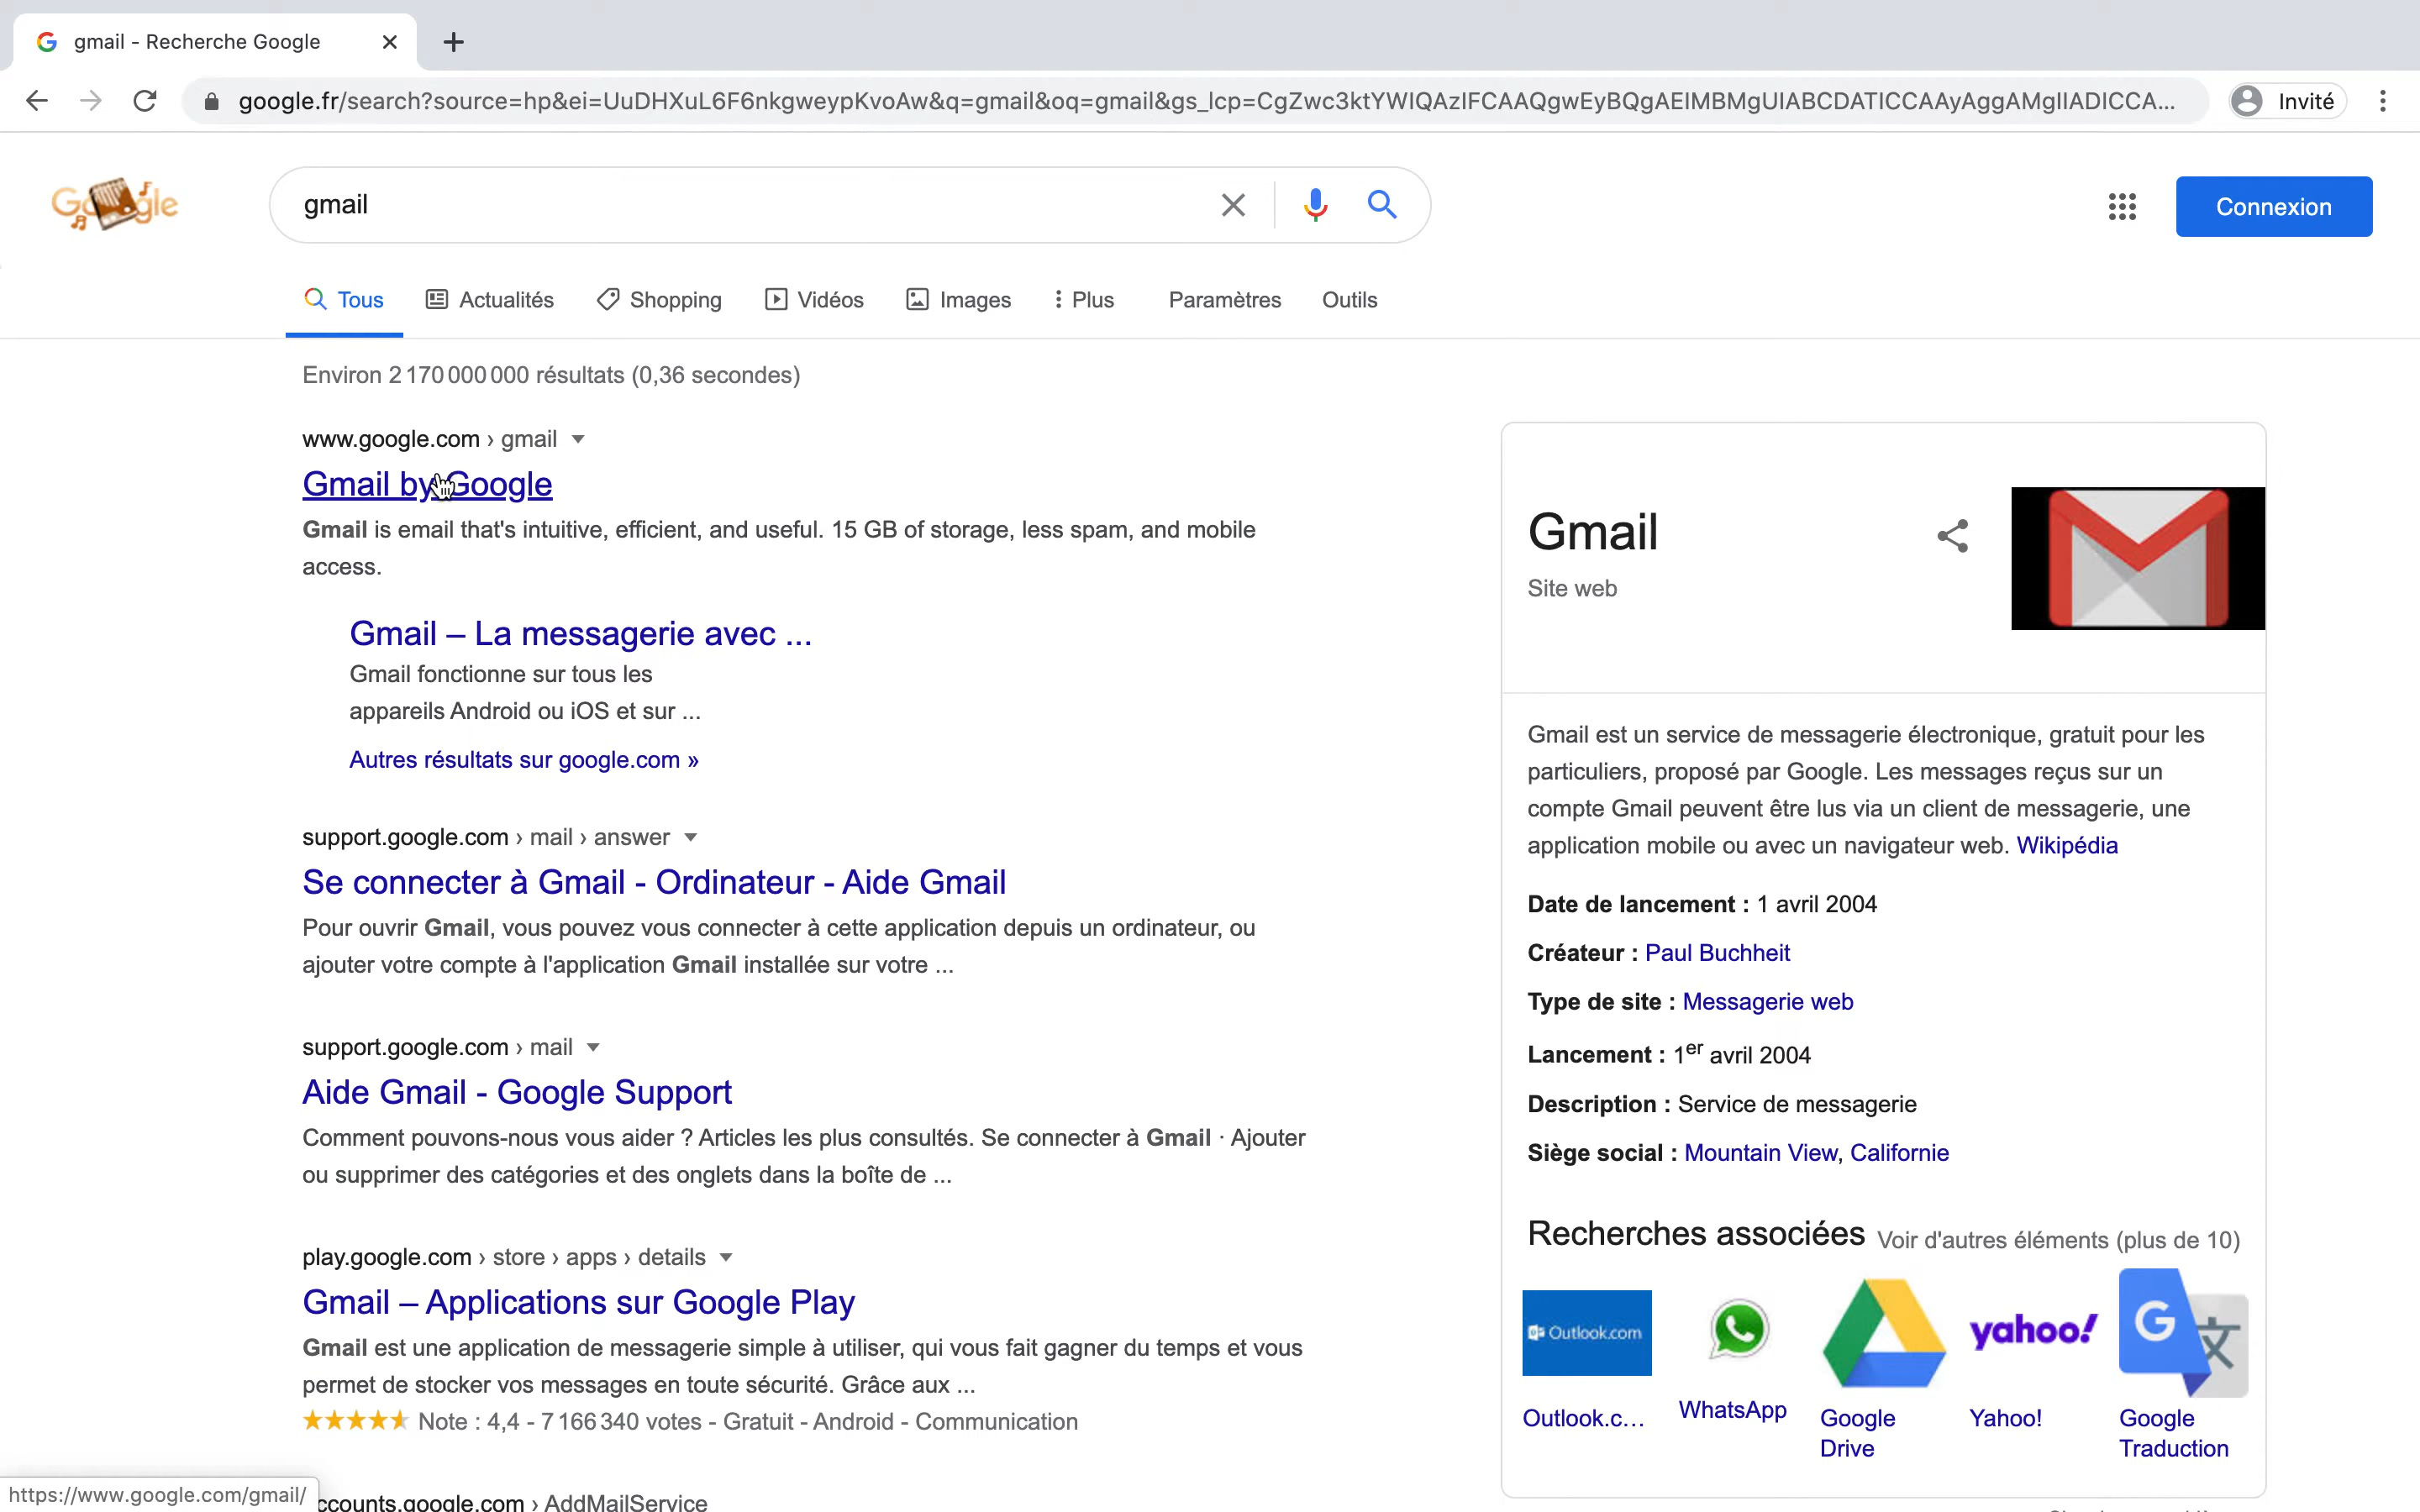 gmail - Recherche Google
google.fr/search?source=hp&ei=UuDHXuL6F6nkgweypKvoAw&q=gmail&oq=gmail&gs_lcp=CgZwc3ktYWIQAzIFCAAQgwEyBQgAEIMBMgUIABCDATICCAAyAggAMgIIADICCA...
Invité
Google
gmail
Connexion
Tous Actualités Shopping Vidéos Images Plus Paramètres Outils
Environ 2 170 000 000 résultats (0,36 secondes)
www.google.com › gmail
Gmail by Google
Gmail is email that's intuitive, efficient, and useful. 15 GB of storage, less spam, and mobile
access.
Gmail – La messagerie avec ...
Gmail fonctionne sur tous les
appareils Android ou iOS et sur ...
Autres résultats sur google.com »
support.google.com › mail › answer
Se connecter à Gmail - Ordinateur - Aide Gmail
Pour ouvrir Gmail, vous pouvez vous connecter à cette application depuis un ordinateur, ou
ajouter votre compte à l'application Gmail installée sur votre ...
support.google.com › mail
Aide Gmail - Google Support
Comment pouvons-nous vous aider ? Articles les plus consultés. Se connecter à Gmail · Ajouter
ou supprimer des catégories et des onglets dans la boîte de ...
play.google.com › store › apps › details
Gmail – Applications sur Google Play
Gmail est une application de messagerie simple à utiliser, qui vous fait gagner du temps et vous
permet de stocker vos messages en toute sécurité. Grâce aux ...
Note : 4,4 - 7 166 340 votes - Gratuit - Android - Communication
ccounts.google.com › AddMailService
https://www.google.com/gmail/
Gmail
Site web
Gmail est un service de messagerie électronique, gratuit pour les
particuliers, proposé par Google. Les messages reçus sur un
compte Gmail peuvent être lus via un client de messagerie, une
application mobile ou avec un navigateur web. Wikipédia
Date de lancement : 1 avril 2004
Créateur : Paul Buchheit
Type de site : Messagerie web
Lancement : 1er avril 2004
Description : Service de messagerie
Siège social : Mountain View, Californie
Recherches associées Voir d'autres éléments (plus de 10)
Outlook.com
yahoo!
G 文
Outlook.c... WhatsApp Google Yahoo! Google
Drive Traduction